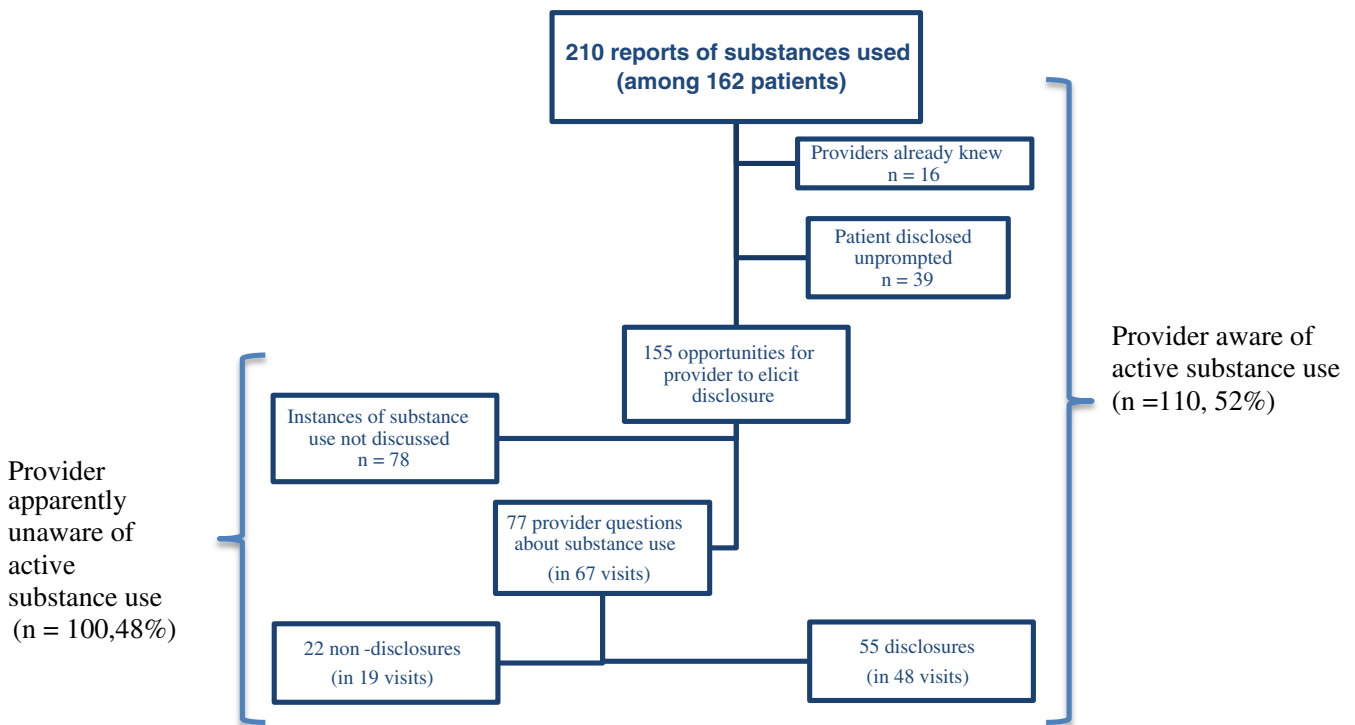 210 reports of substances used
(among 162 patients)
Providers already knew
n = 16
Patient disclosed
unprompted
n = 39
155 opportunities for
provider to elicit
disclosure
Provider aware of
active substance use
(n =110, 52%)
Instances of substance
use not discussed
n = 78
Provider
apparently
unaware of
active
substance use
(n = 100,48%)
77 provider questions
about substance use
(in 67 visits)
22 non -disclosures
(in 19 visits)
55 disclosures
(in 48 visits)